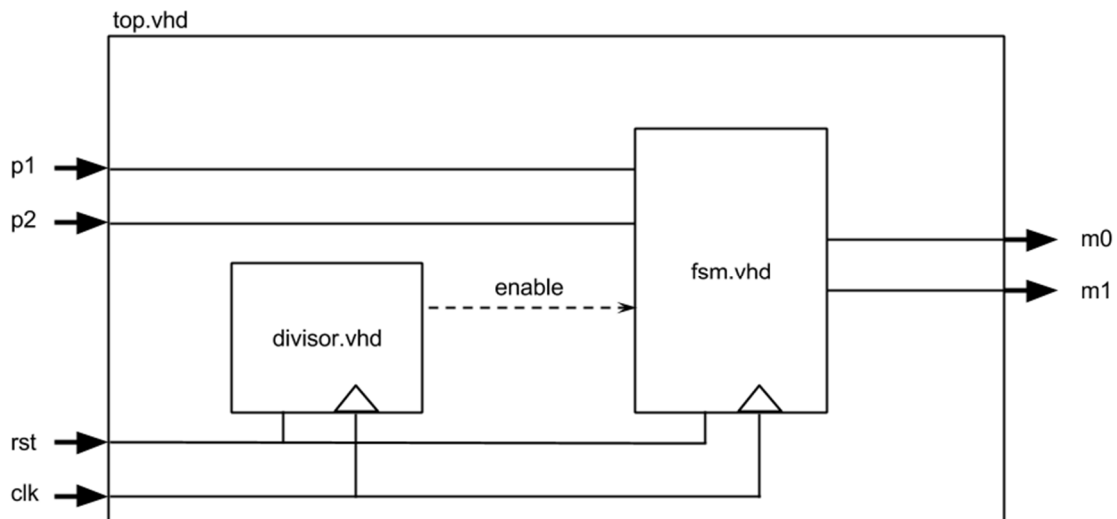 top.vhd
p1
p2
m0
fsm.vhd
enable
m1
divisor.vhd
rst
clk